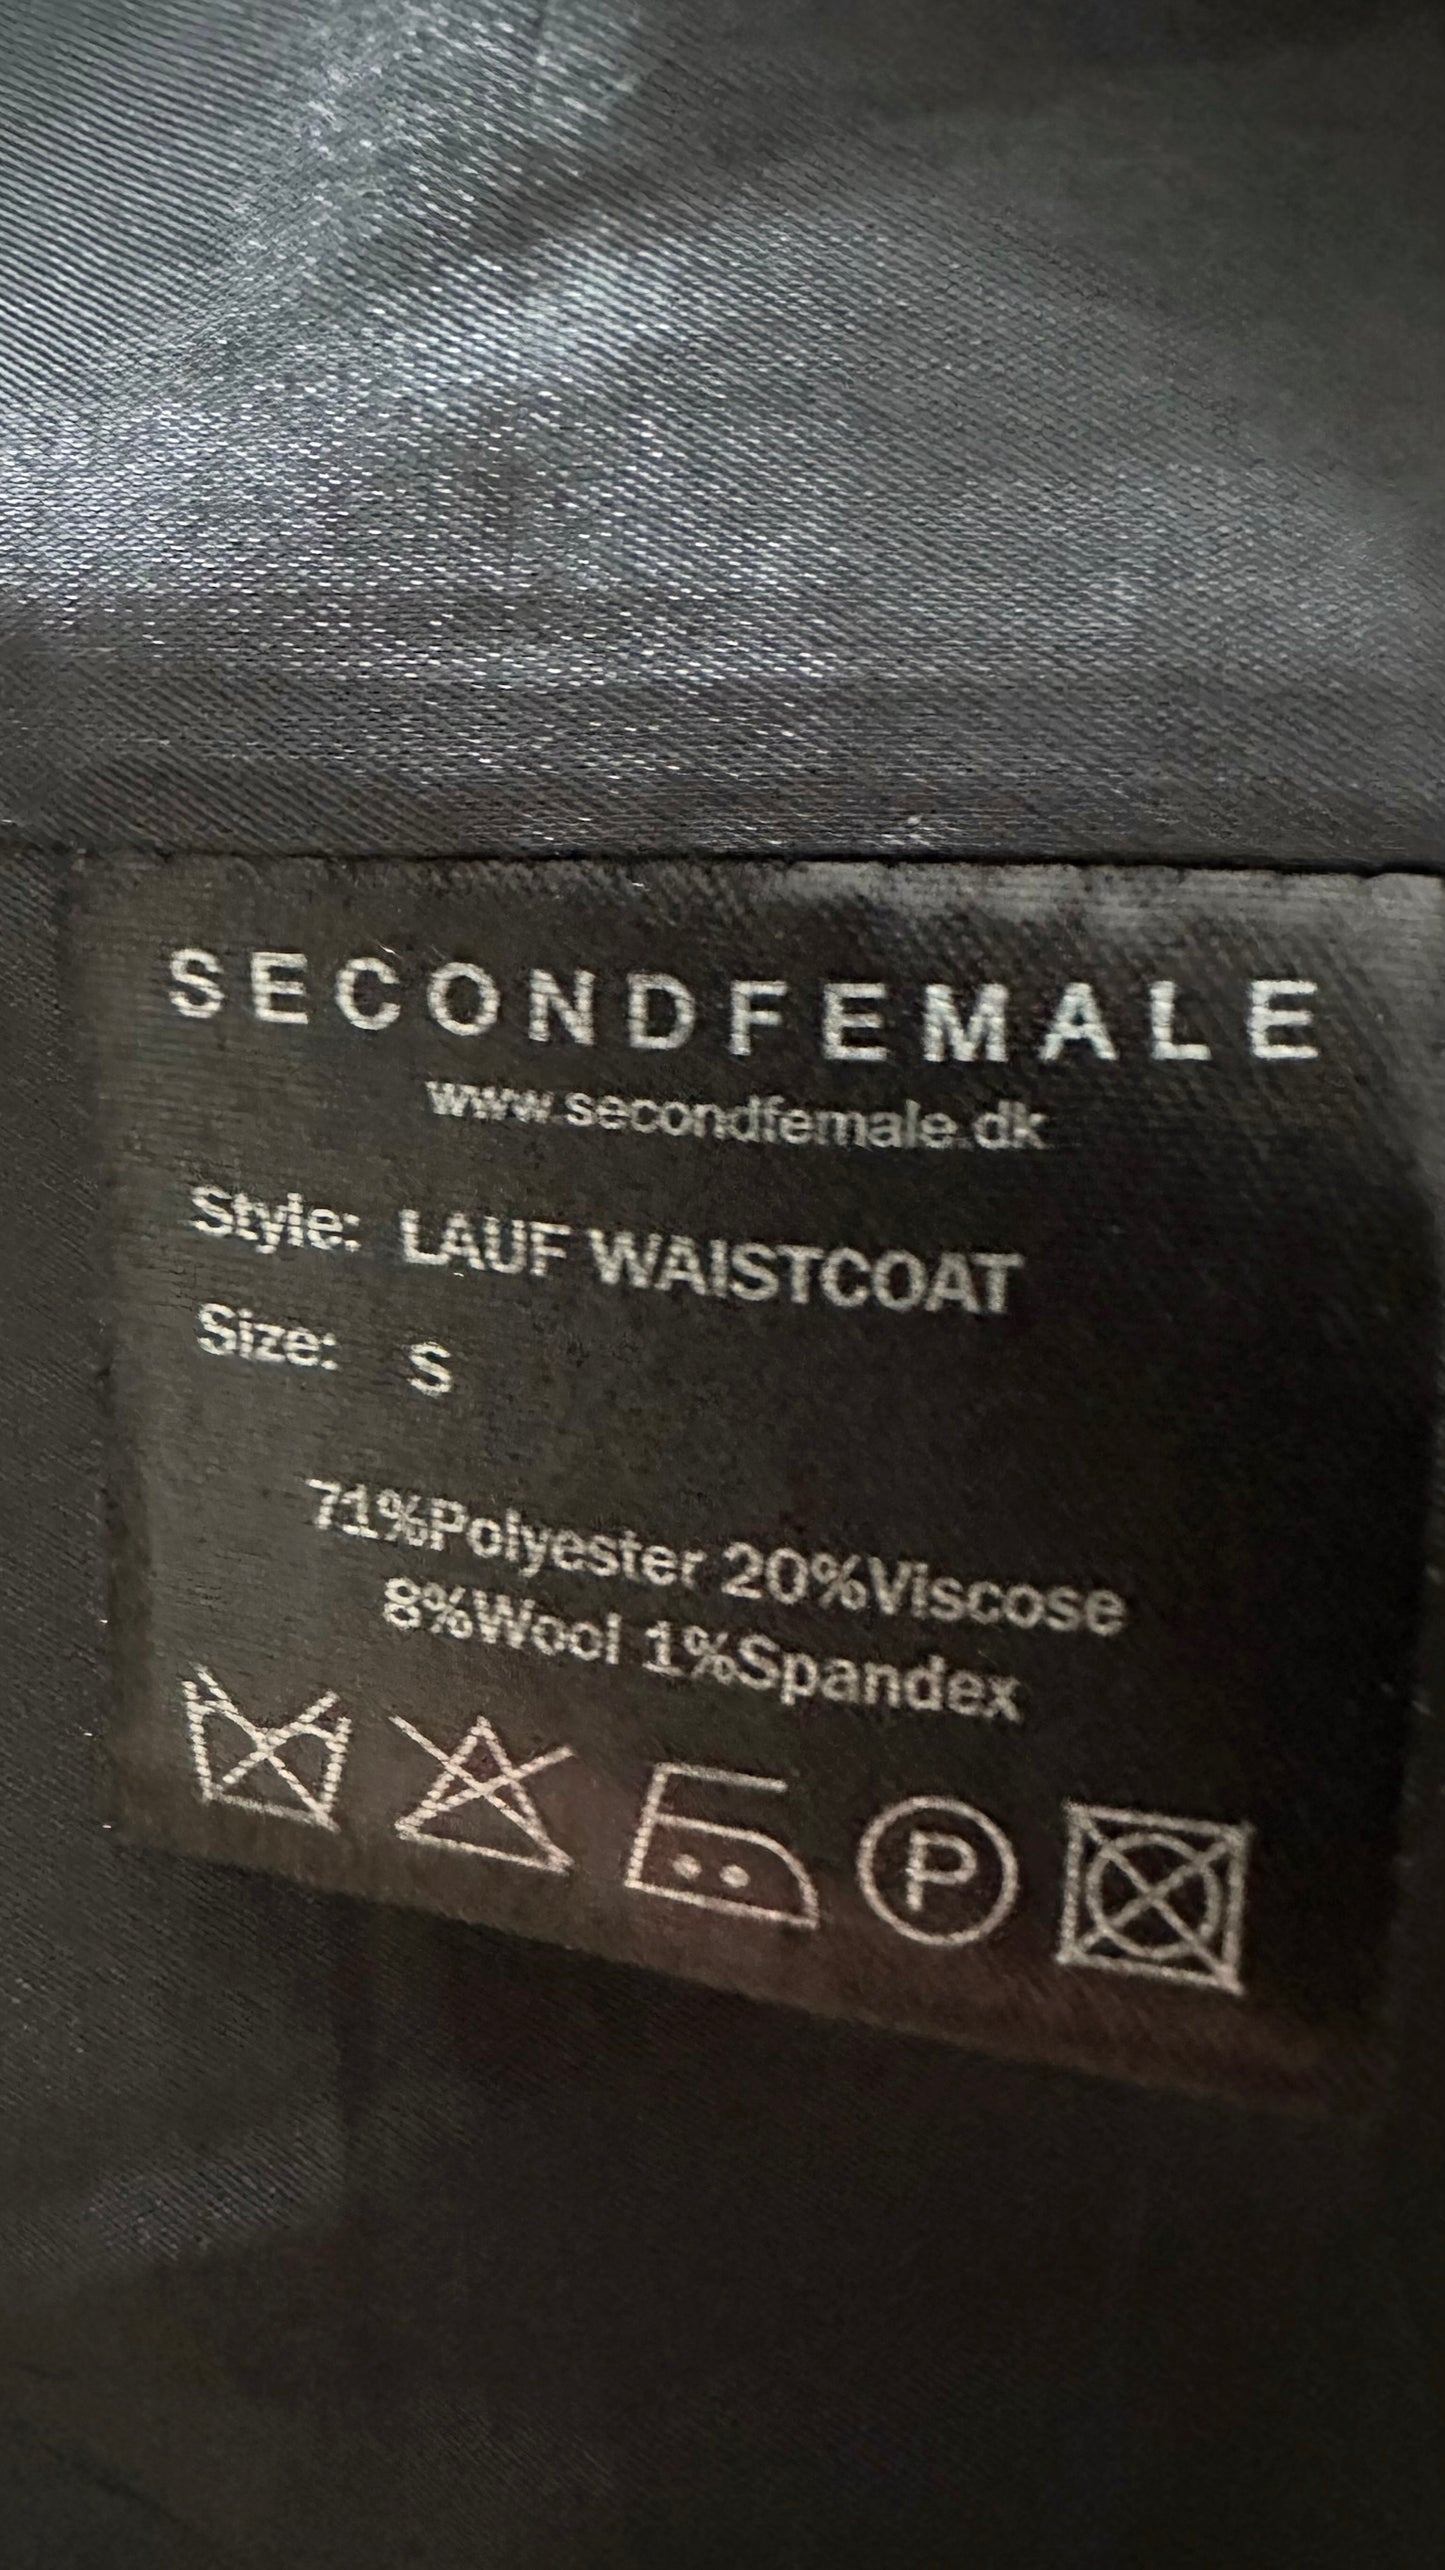 SECONDFEMALE
www.secondfemale.dk
Style: LAUF WAISTCOAT
Size: S
71%Polyester 20%Viscose
8%Wool 1%Spandex
P